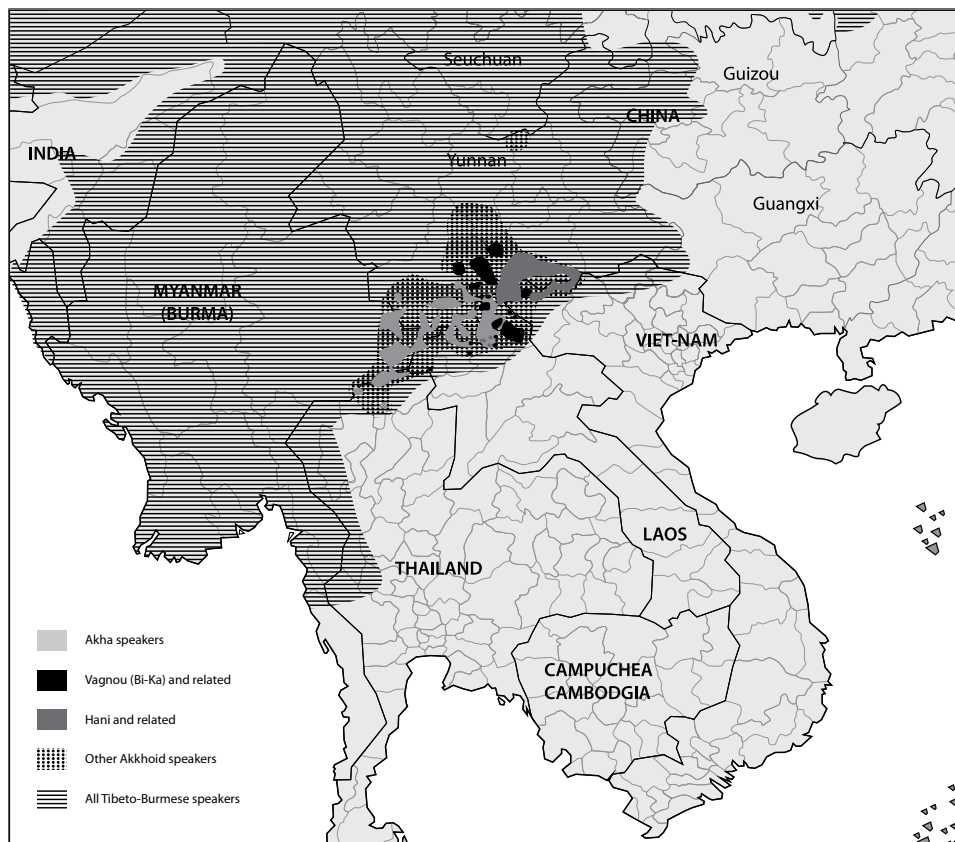 Seuchuan
Guizou
CHINA
INDIA
Yunnan
Guangxi
MYANMAR
(BURMA)
VIET-NAM
LAOS
THAILAND
CAMPUCHEA
CAMBODGIA
Akha speakers
Vagnou (Bi-Ka) and related
Hani and related
Other Akkhoid speakers
All Tibeto-Burmese speakers